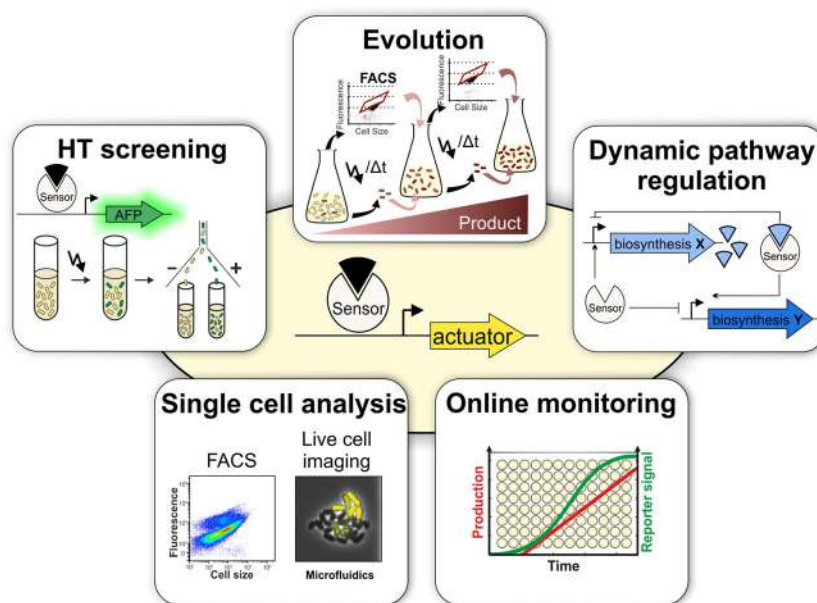 Evolution
FACS
Fluorescence
Cell Size
Fluorescence
Cell Size
/Δt
/Δt
Product
HT screening
Sensor
AFP
− +
Dynamic pathway
regulation
biosynthesis X
Sensor
Sensor
biosynthesis Y
Sensor
actuator
Single cell analysis
FACS
Live cell
imaging
Fluorescence
Cell size
Microfluidics
Online monitoring
Production
Reporter signal
Time